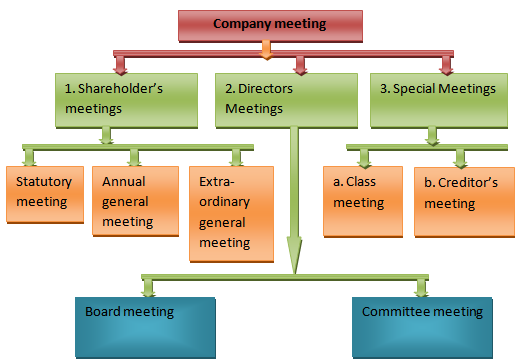 Company meeting
1. Shareholder's
meetings
2. Directors
Meetings
3. Special Meetings
Statutory
meeting
Annual
general
meeting
Extra-
ordinary
general
meeting
a. Class
meeting
b. Creditor's
meeting
Board meeting
Committee meeting